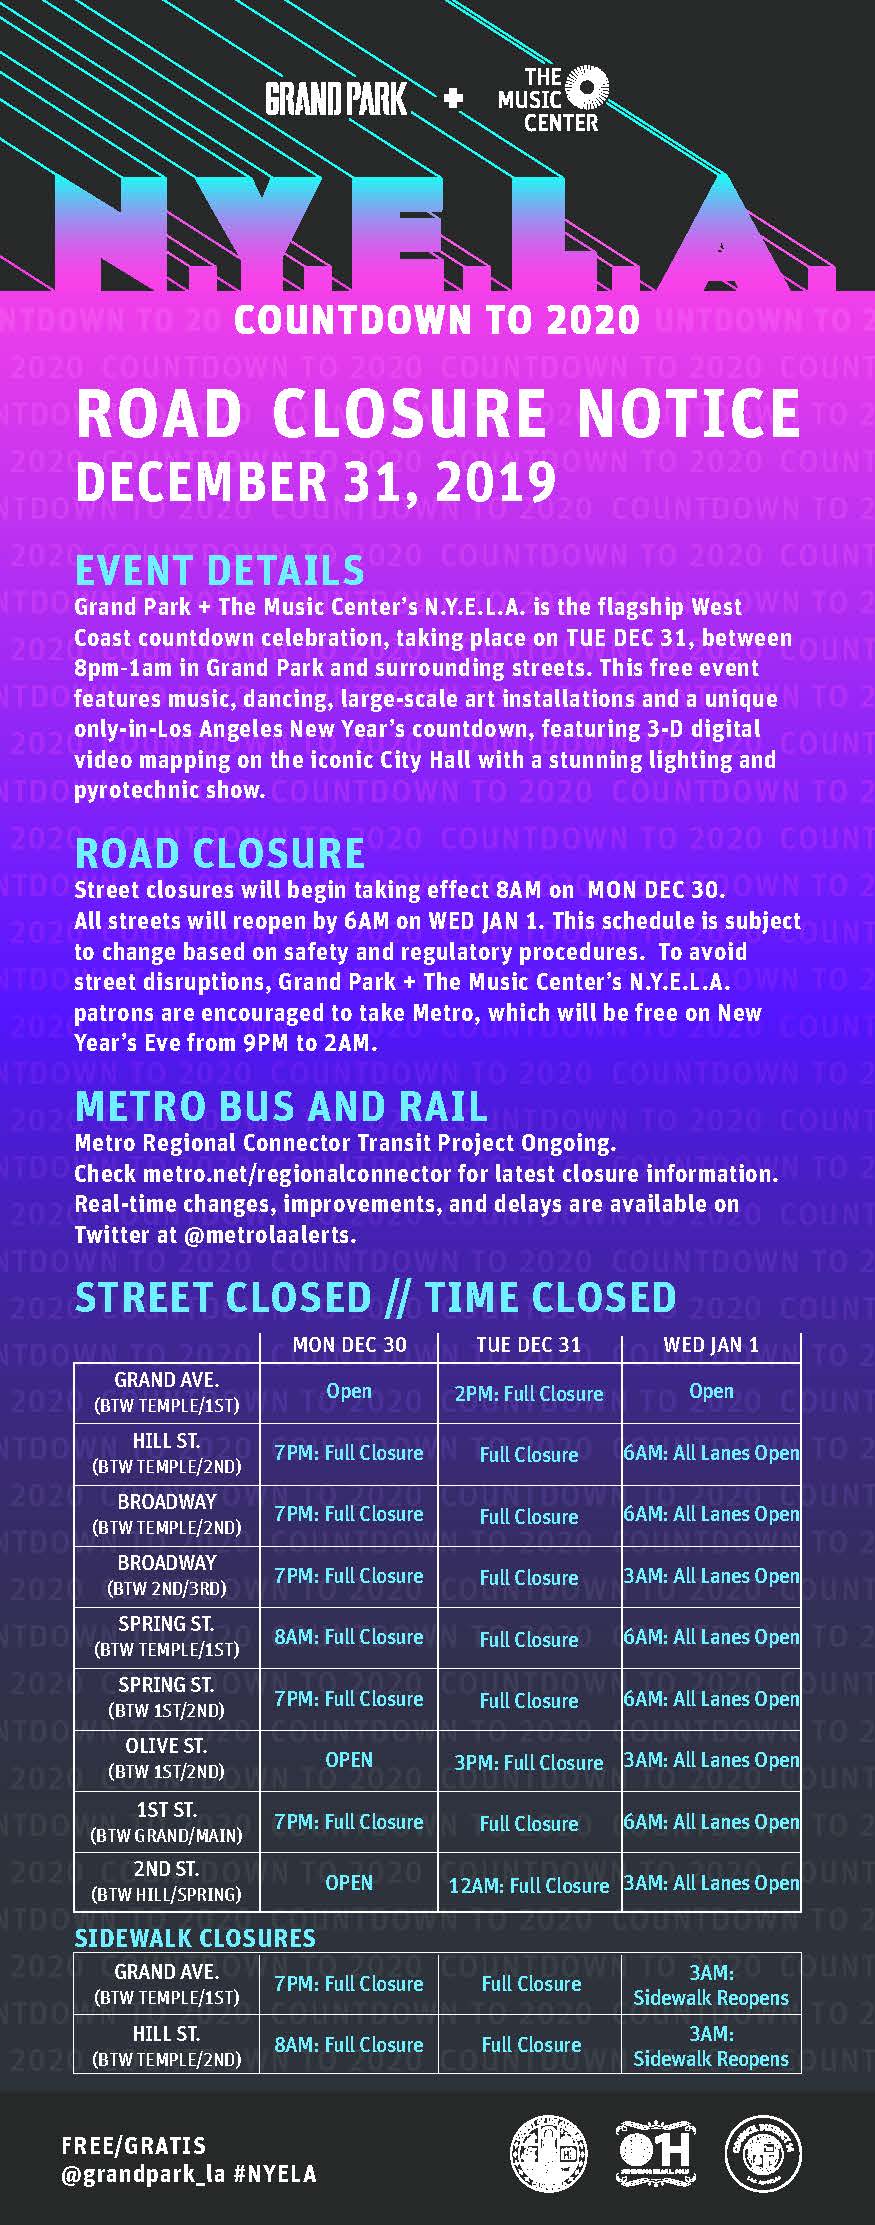 GRAND PARK + THE MUSIC CENTER
N.Y.E.L.A.
COUNTDOWN TO 2020
ROAD CLOSURE NOTICE
DECEMBER 31, 2019
EVENT DETAILS
Grand Park + The Music Center's N.Y.E.L.A. is the flagship West
Coast countdown celebration, taking place on TUE DEC 31, between
8pm-1am in Grand Park and surrounding streets. This free event
features music, dancing, large-scale art installations and a unique
only-in-Los Angeles New Year's countdown, featuring 3-D digital
video mapping on the iconic City Hall with a stunning lighting and
pyrotechnic show.
ROAD CLOSURE
Street closures will begin taking effect 8AM on MON DEC 30.
All streets will reopen by 6AM on WED JAN 1. This schedule is subject
to change based on safety and regulatory procedures. To avoid
street disruptions, Grand Park + The Music Center's N.Y.E.L.A.
patrons are encouraged to take Metro, which will be free on New
Year's Eve from 9PM to 2AM.
METRO BUS AND RAIL
Metro Regional Connector Transit Project Ongoing.
Check metro.net/regionalconnector for latest closure information.
Real-time changes, improvements, and delays are available on
Twitter at @metrolaalerts.
STREET CLOSED // TIME CLOSED
MON DEC 30 TUE DEC 31 WED JAN 1
GRAND AVE. (BTW TEMPLE/1ST) Open 2PM: Full Closure Open
HILL ST. (BTW TEMPLE/2ND) 7PM: Full Closure Full Closure 6AM: All Lanes Open
BROADWAY (BTW TEMPLE/2ND) 7PM: Full Closure Full Closure 6AM: All Lanes Open
BROADWAY (BTW 2ND/3RD) 7PM: Full Closure Full Closure 3AM: All Lanes Open
SPRING ST. (BTW TEMPLE/1ST) 8AM: Full Closure Full Closure 6AM: All Lanes Open
SPRING ST. (BTW 1ST/2ND) 7PM: Full Closure Full Closure 6AM: All Lanes Open
OLIVE ST. (BTW 1ST/2ND) OPEN 3PM: Full Closure 3AM: All Lanes Open
1ST ST. (BTW GRAND/MAIN) 7PM: Full Closure Full Closure 6AM: All Lanes Open
2ND ST. (BTW HILL/SPRING) OPEN 12AM: Full Closure 3AM: All Lanes Open
SIDEWALK CLOSURES
GRAND AVE. (BTW TEMPLE/1ST) 7PM: Full Closure Full Closure 3AM: Sidewalk Reopens
HILL ST. (BTW TEMPLE/2ND) 8AM: Full Closure Full Closure 3AM: Sidewalk Reopens
FREE/GRATIS
@grandpark_la #NYELA